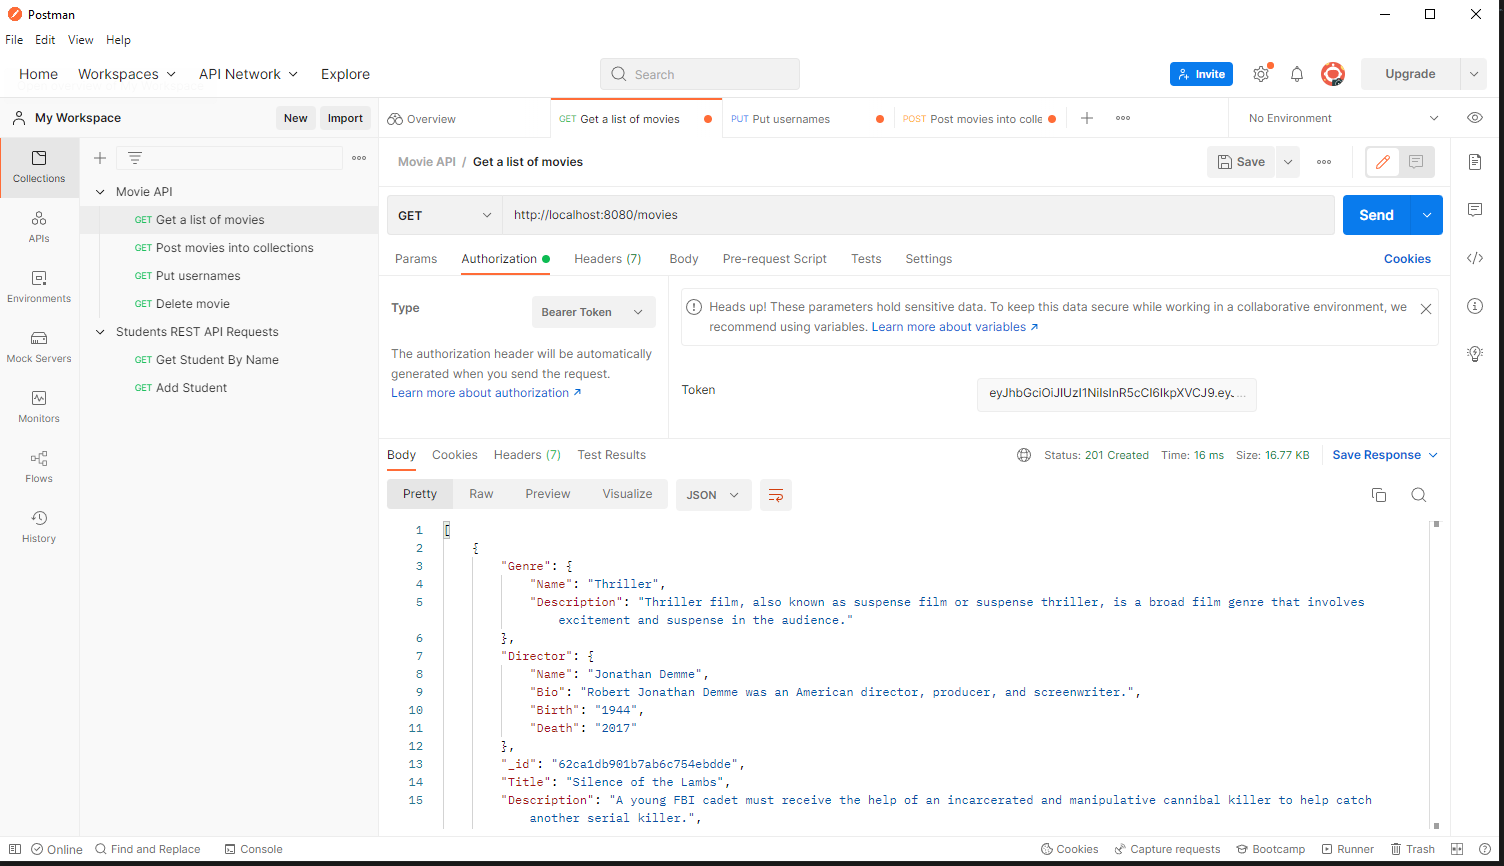 Postman
File Edit View Help
Home Workspaces API Network Explore Search Invite Upgrade
My Workspace New Import Overview GET Get a list of movies PUT Put usernames POST Post movies into colle No Environment
Collections
APIs
Environments
Mock Servers
Monitors
Flows
History
Movie API
GET Get a list of movies
GET Post movies into collections
GET Put usernames
GET Delete movie
Students REST API Requests
GET Get Student By Name
GET Add Student
Movie API / Get a list of movies Save
GET http://localhost:8080/movies Send
Params Authorization Headers (7) Body Pre-request Script Tests Settings Cookies
Type Bearer Token
The authorization header will be automatically
generated when you send the request.
Learn more about authorization ↗
Heads up! These parameters hold sensitive data. To keep this data secure while working in a collaborative environment, we
recommend using variables. Learn more about variables ↗
Token eyJhbGciOiJIUzI1NiIsInR5cCI6IkpXVCJ9.eyJ...
Body Cookies Headers (7) Test Results Status: 201 Created Time: 16 ms Size: 16.77 KB Save Response
Pretty Raw Preview Visualize JSON
1 [
2 {
3 "Genre": {
4 "Name": "Thriller",
5 "Description": "Thriller film, also known as suspense film or suspense thriller, is a broad film genre that involves
excitement and suspense in the audience."
6 },
7 "Director": {
8 "Name": "Jonathan Demme",
9 "Bio": "Robert Jonathan Demme was an American director, producer, and screenwriter.",
10 "Birth": "1944",
11 "Death": "2017"
12 },
13 "_id": "62ca1db901b7ab6c754ebdde",
14 "Title": "Silence of the Lambs",
15 "Description": "A young FBI cadet must receive the help of an incarcerated and manipulative cannibal killer to help catch
another serial killer.",
Online Find and Replace Console Cookies Capture requests Bootcamp Runner Trash